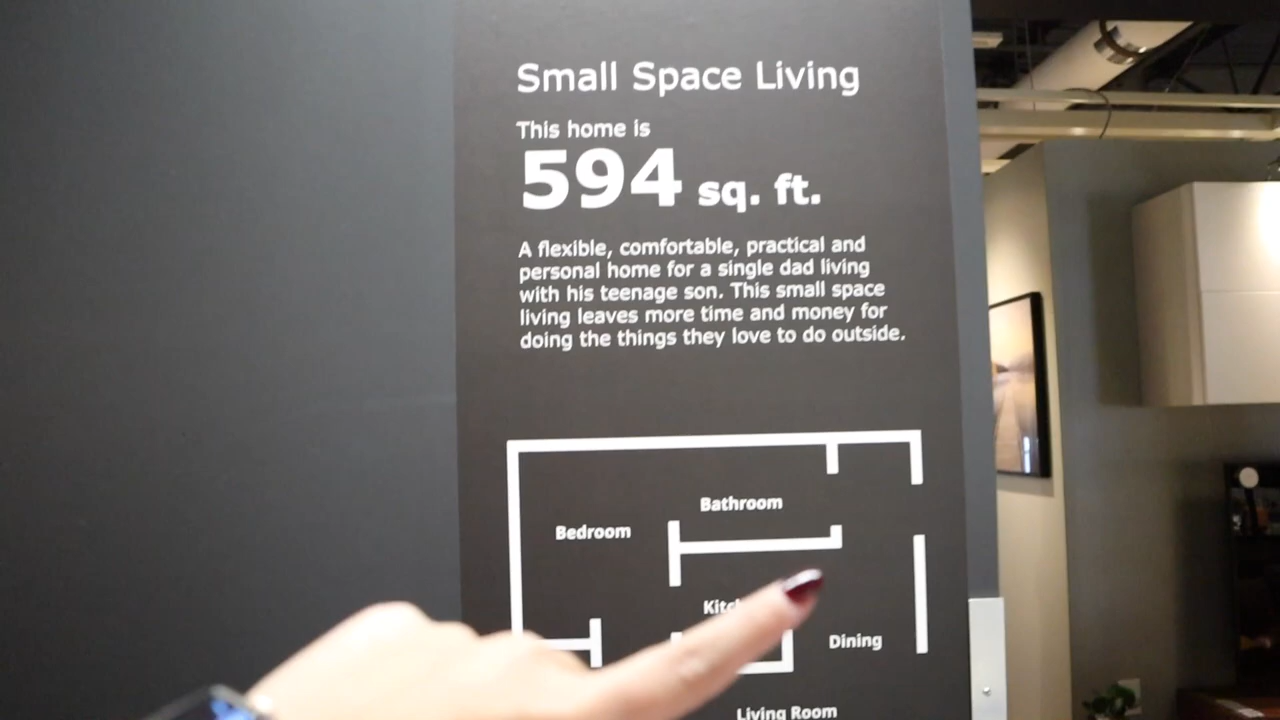 Small Space Living
This home is
594 sq. ft.
A flexible, comfortable, practical and
personal home for a single dad living
with his teenage son. This small space
living leaves more time and money for
doing the things they love to do outside.
Bathroom
Bedroom
Dining
Living Room